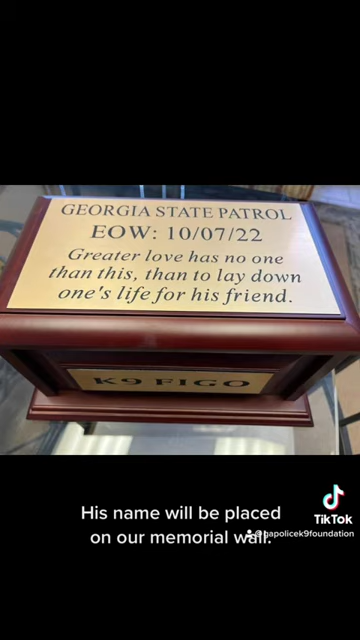 GEORGIA STATE PATROL
EOW: 10/07/22
Greater love has no one
than this, than to lay down
one's life for his friend.
K9 FIGO
His name will be placed
on our memorial wall.
TikTok
@gapolicek9foundation